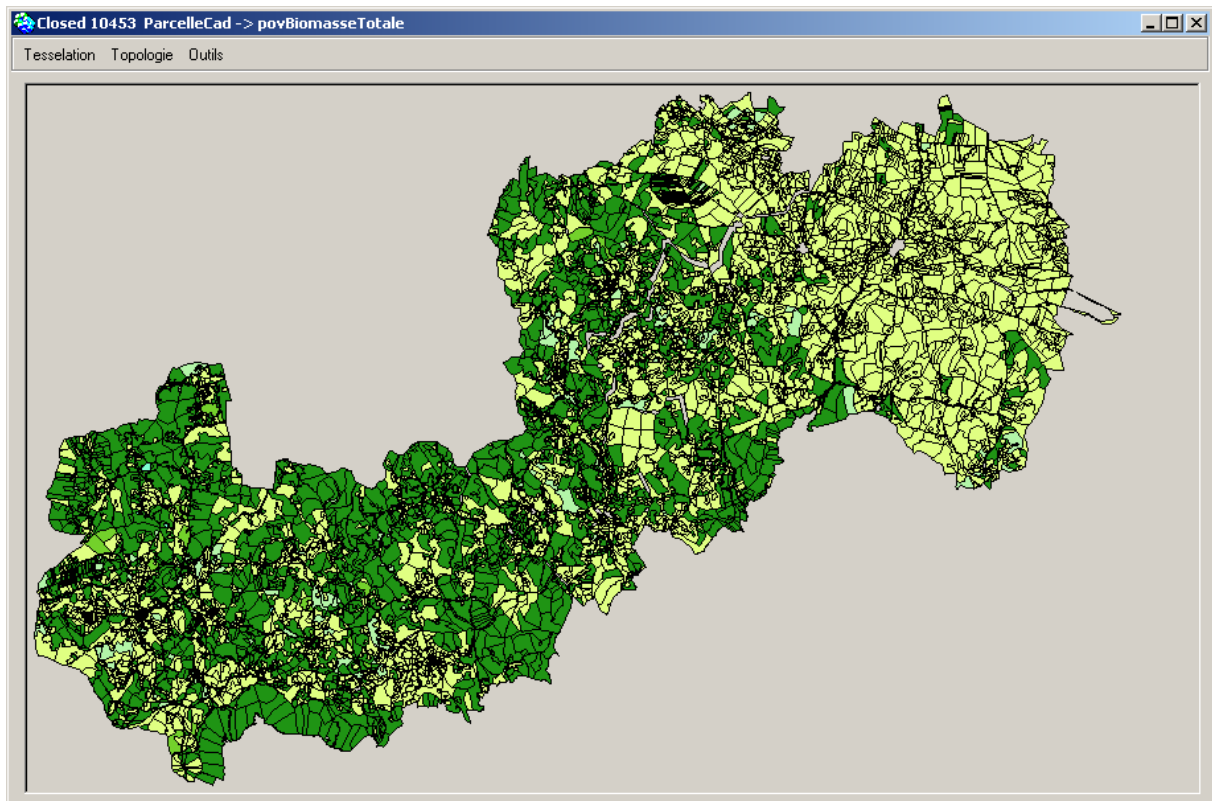 Closed 10453 ParcelleCad -> povBiomasseTotale
Tesselation Topologie Outils